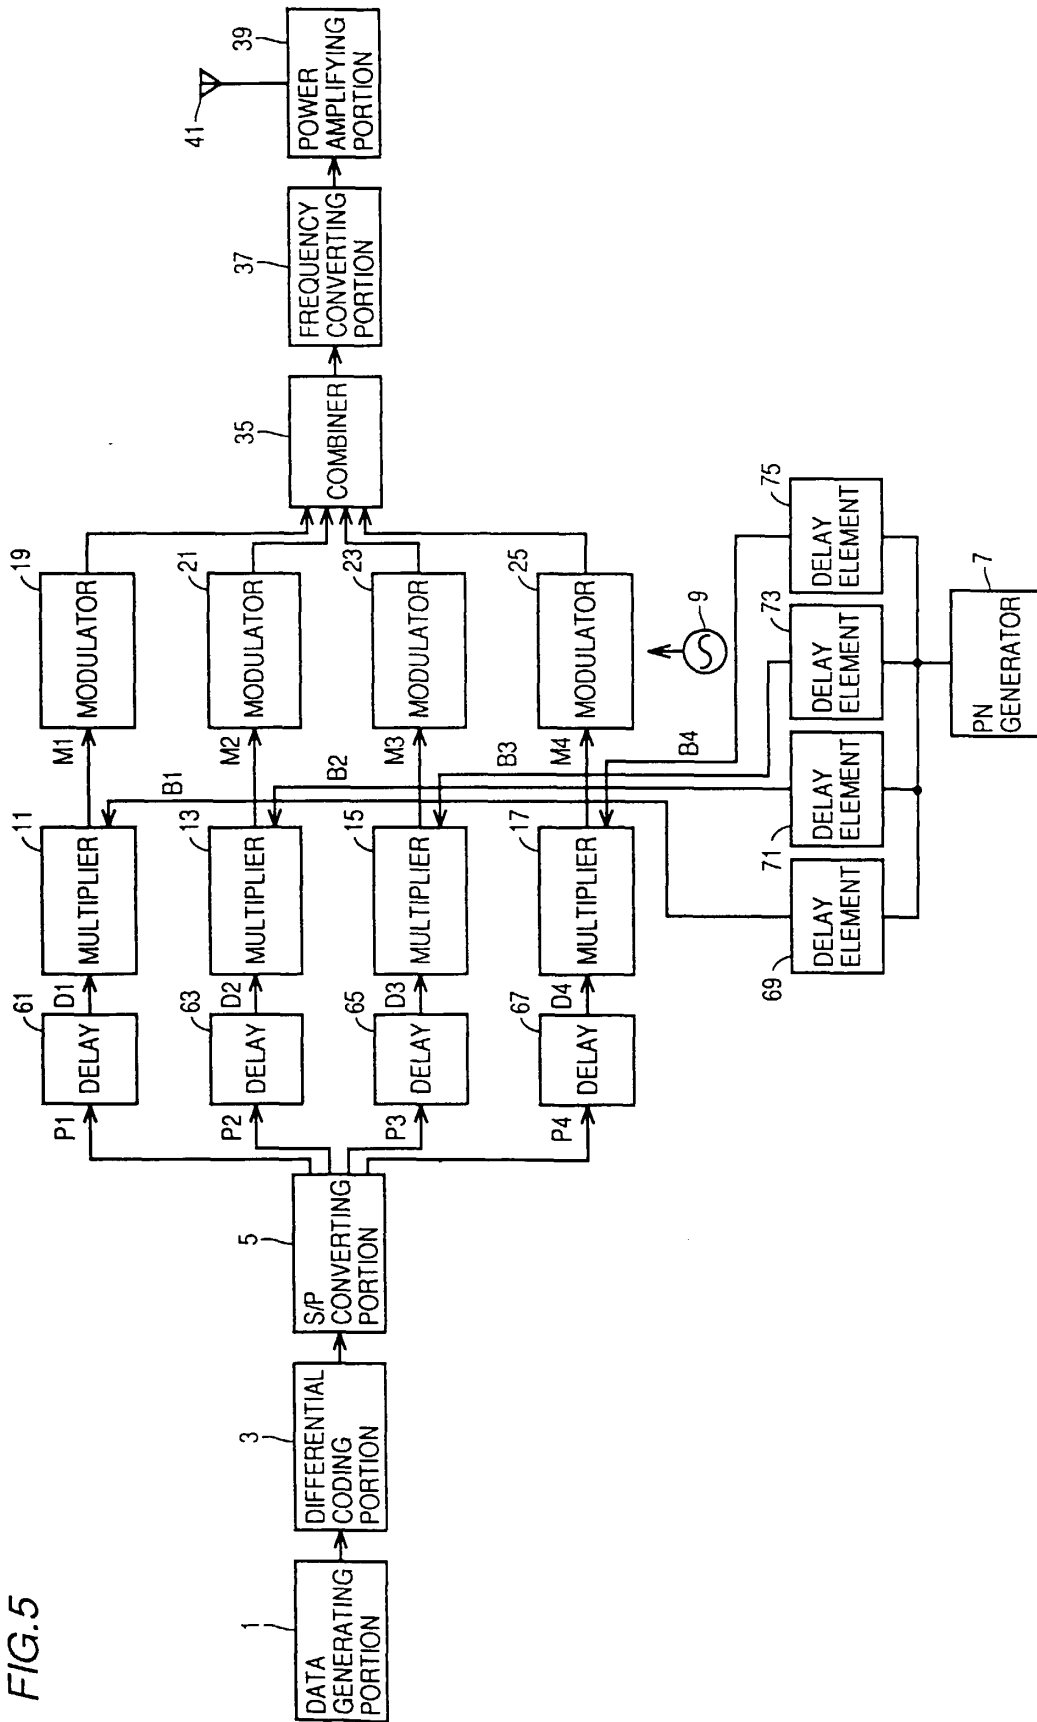 FIG.5
1
DATA
GENERATING
PORTION
3
DIFFERENTIAL
CODING
PORTION
5
S/P
CONVERTING
PORTION
P1
61
DELAY
D1
11
MULTIPLIER
M1
19
MODULATOR
P2
63
DELAY
D2
13
MULTIPLIER
M2
21
MODULATOR
P3
65
DELAY
D3
15
MULTIPLIER
M3
23
MODULATOR
P4
67
DELAY
D4
17
MULTIPLIER
M4
25
MODULATOR
B1
B2
B3
B4
9
35
COMBINER
37
FREQUENCY
CONVERTING
PORTION
39
POWER
AMPLIFYING
PORTION
41
69
DELAY
ELEMENT
71
DELAY
ELEMENT
73
DELAY
ELEMENT
75
DELAY
ELEMENT
7
PN
GENERATOR